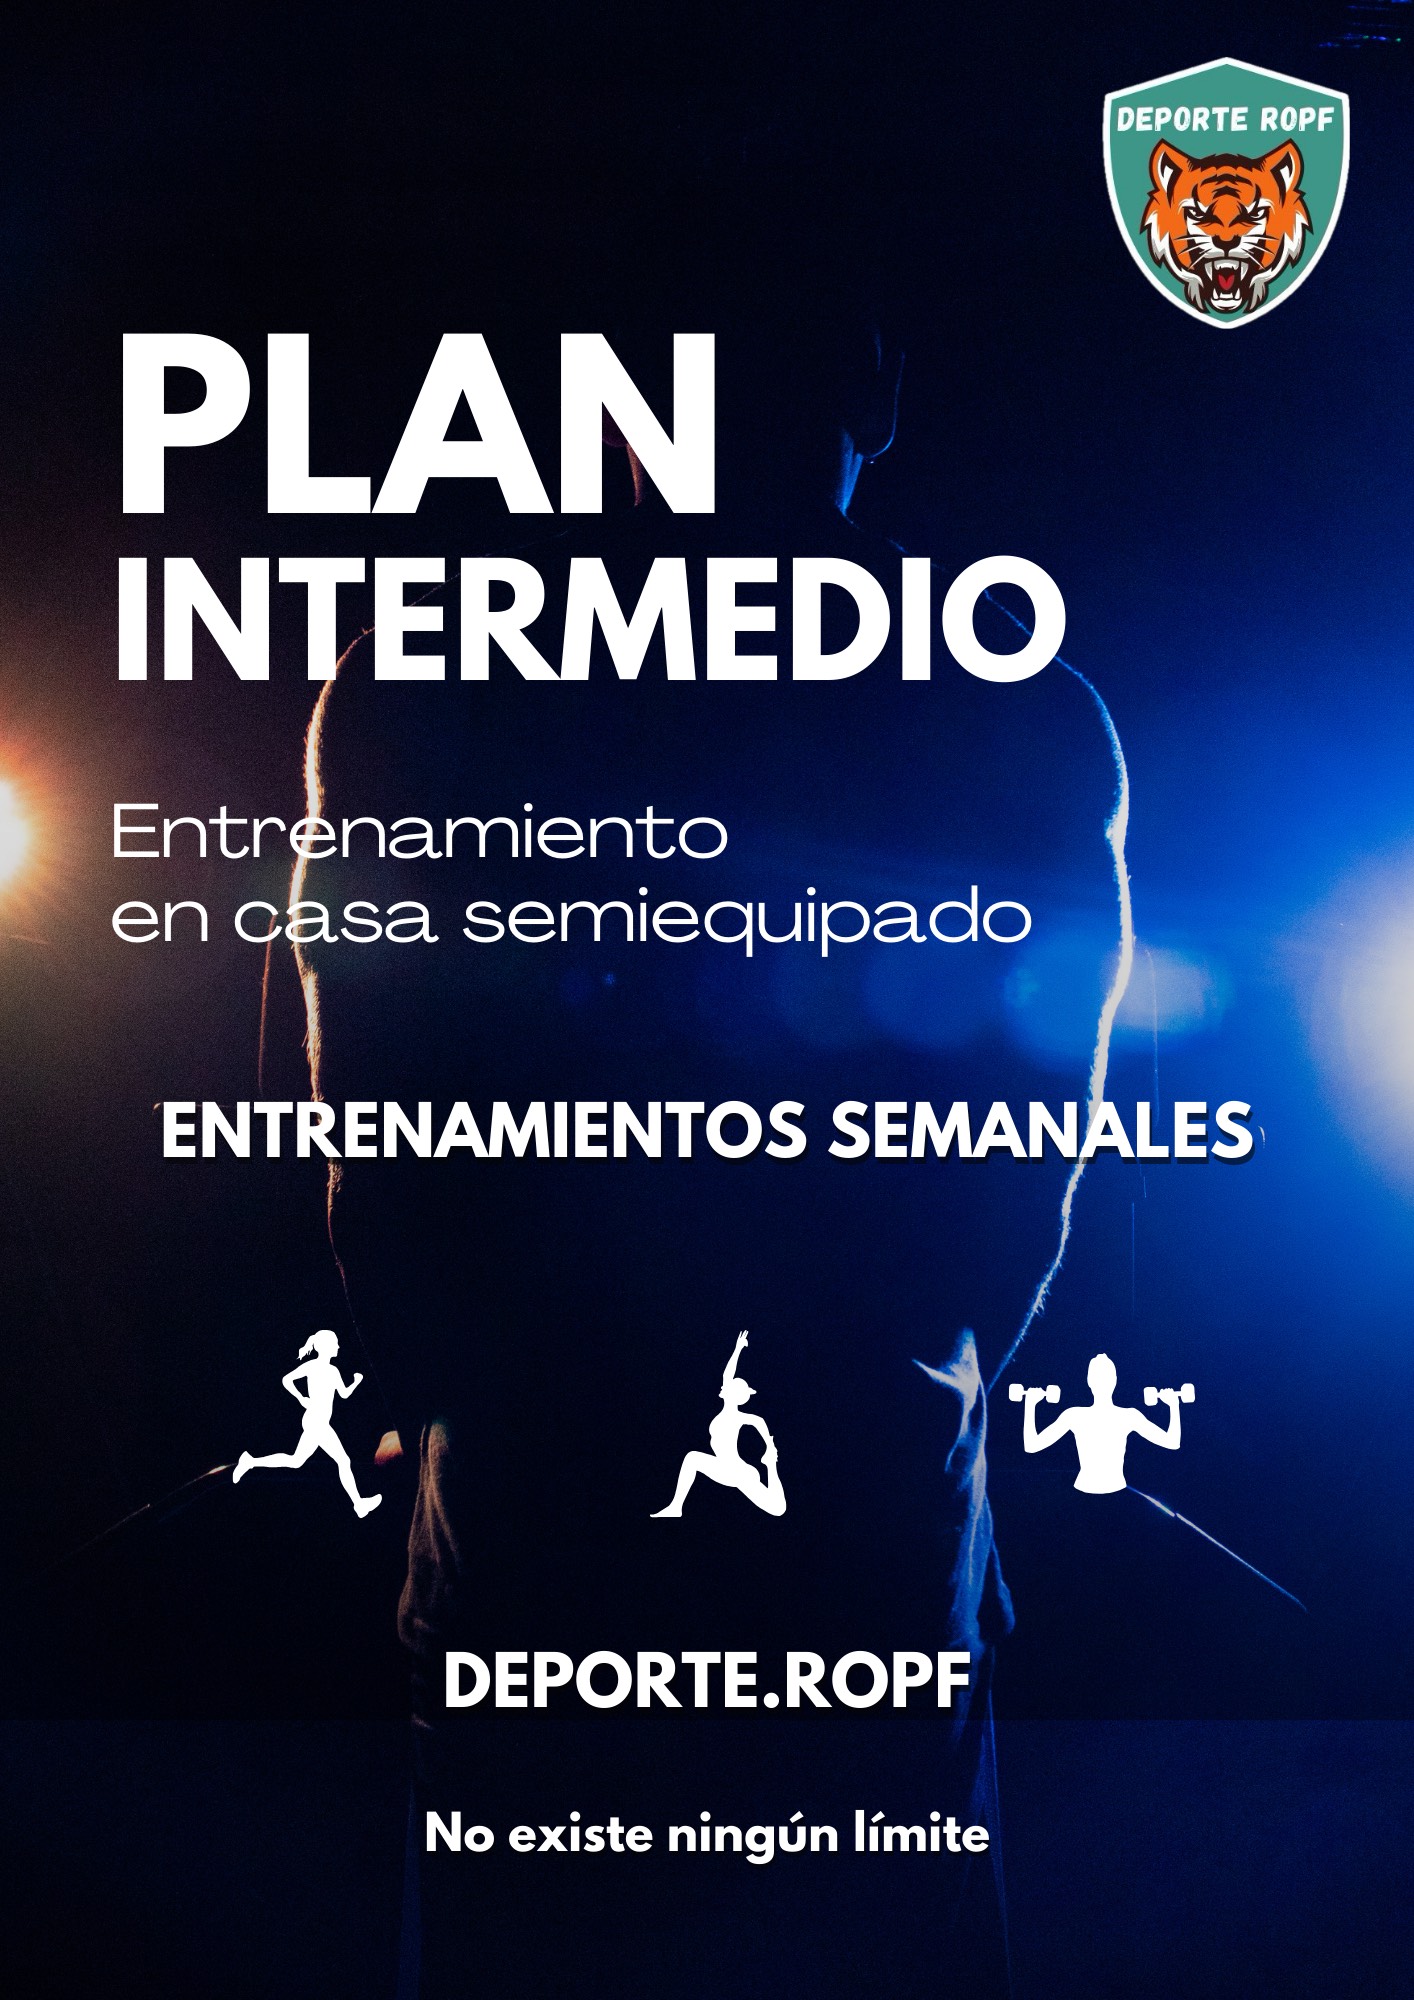 DEPORTE ROPF
PLAN
INTERMEDIO
Entrenamiento
en casa semiequipado
ENTRENAMIENTOS SEMANALES
DEPORTE.ROPF
No existe ningún límite